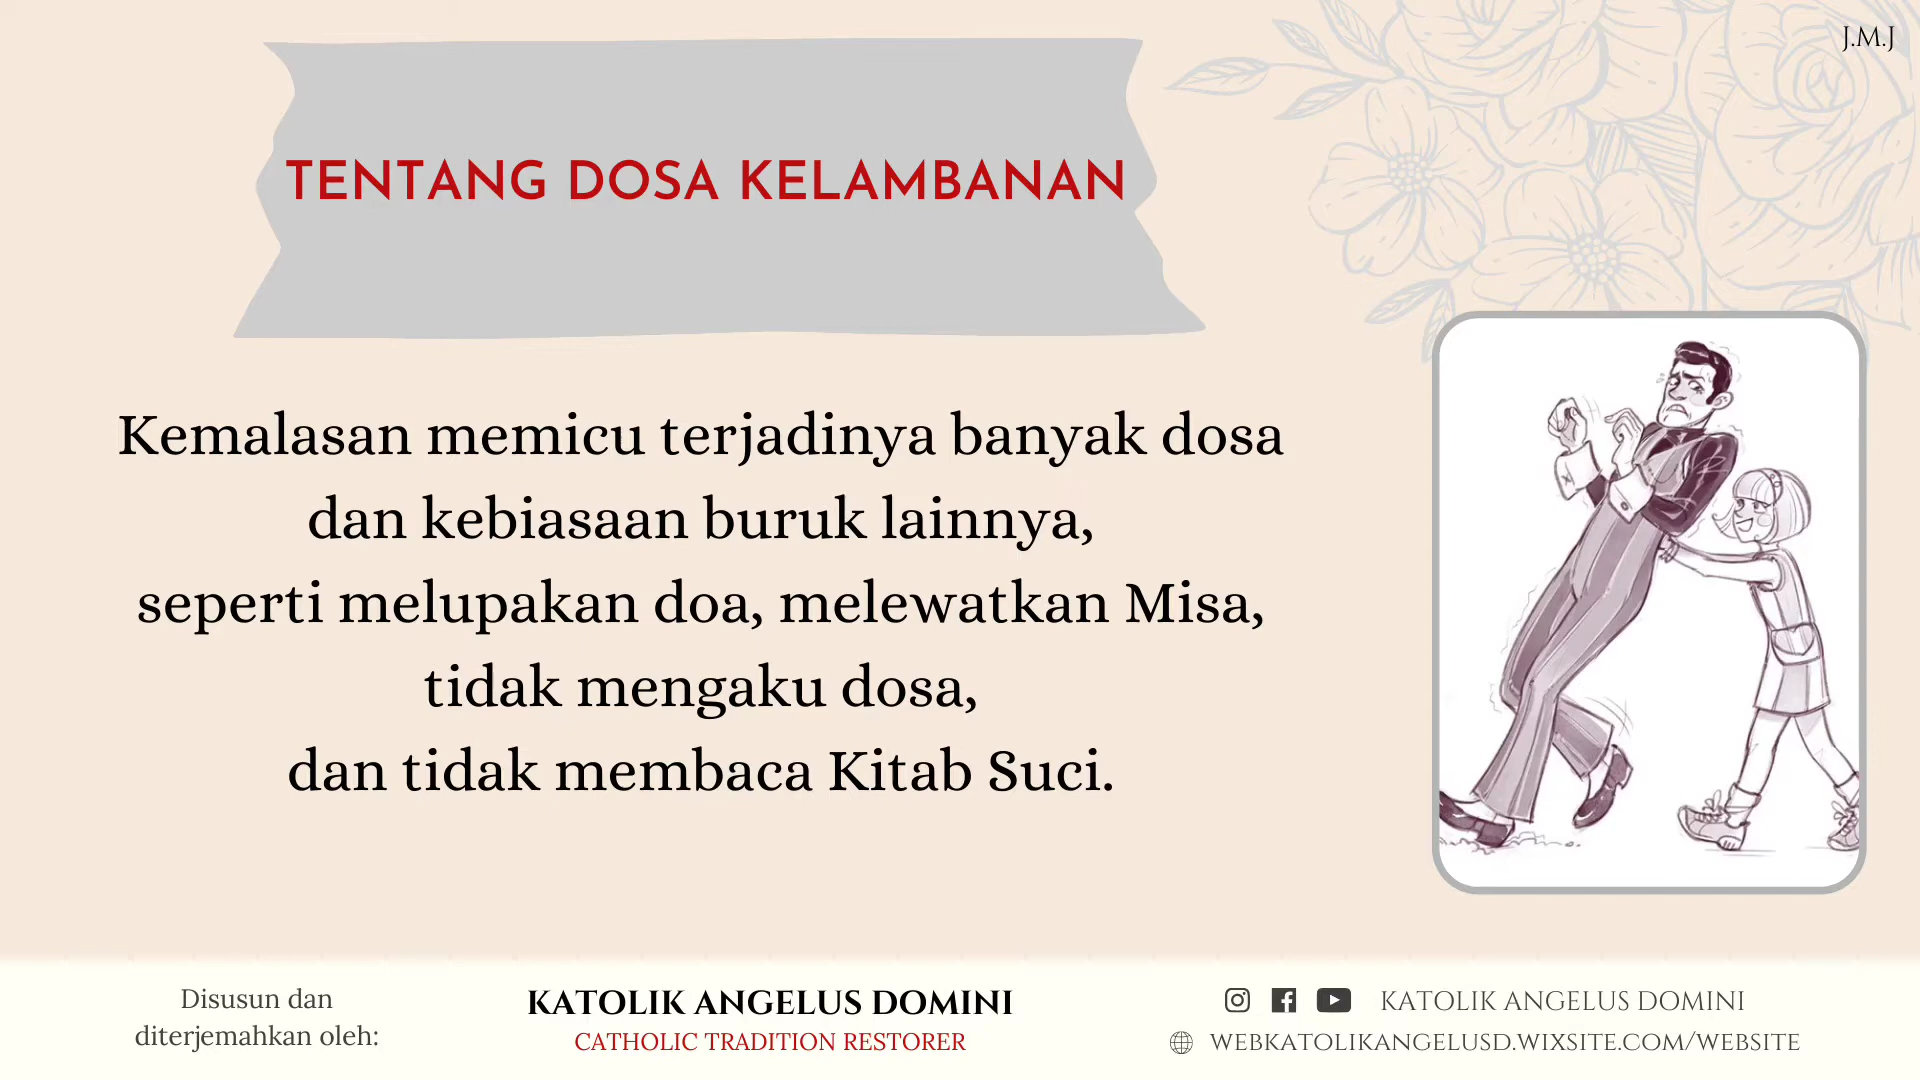 J.M.J
TENTANG DOSA KELAMBANAN
Kemalasan memicu terjadinya banyak dosa
dan kebiasaan buruk lainnya,
seperti melupakan doa, melewatkan Misa,
tidak mengaku dosa,
dan tidak membaca Kitab Suci.
Disusun dan
diterjemahkan oleh:
KATOLIK ANGELUS DOMINI
CATHOLIC TRADITION RESTORER
KATOLIK ANGELUS DOMINI
WEBKATOLIKANGELUSD.WIXSITE.COM/WEBSITE